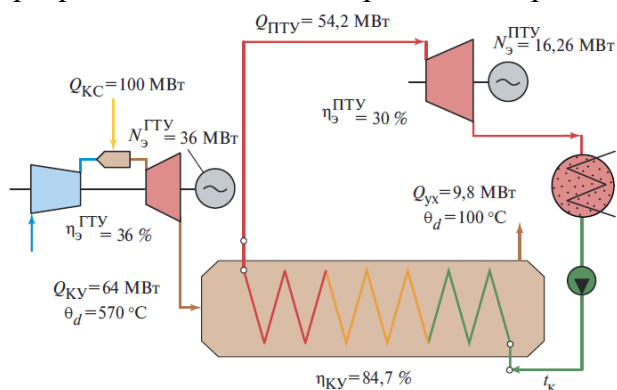 Q_ПТУ = 54,2 МВт
N_э^ПТУ = 16,26 МВт
Q_КС = 100 МВт
N_э^ГТУ = 36 МВт
η_э^ПТУ = 30 %
η_э^ГТУ = 36 %
Q_ух = 9,8 МВт
θ_d = 100 °C
Q_КУ = 64 МВт
θ_d = 570 °C
η_КУ = 84,7 %
t_к